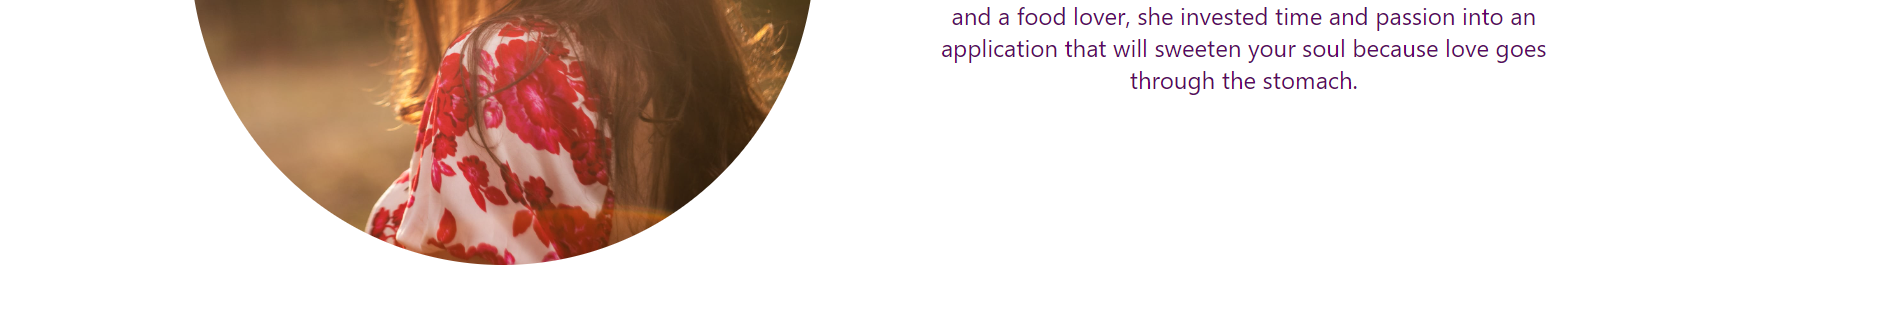 and a food lover, she invested time and passion into an
application that will sweeten your soul because love goes
through the stomach.